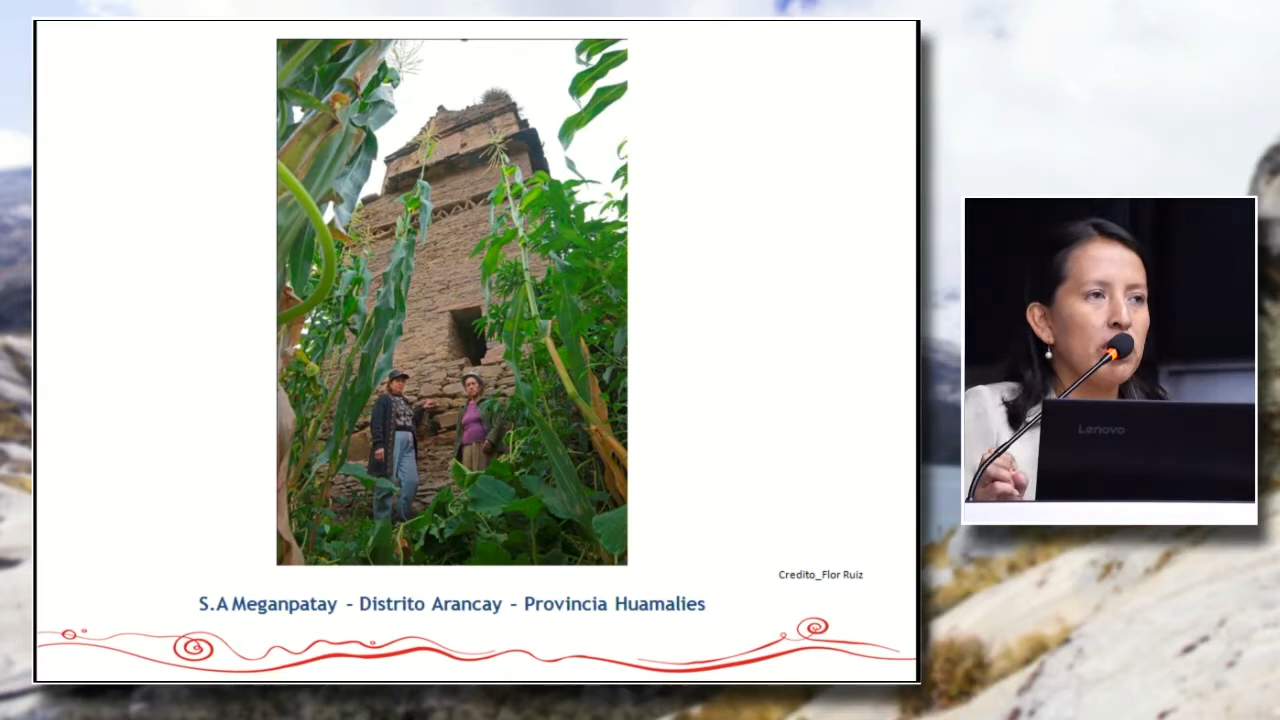 Credito_Flor Ruiz
S.A Meganpatay - Distrito Arancay - Provincia Huamalies
Lenovo